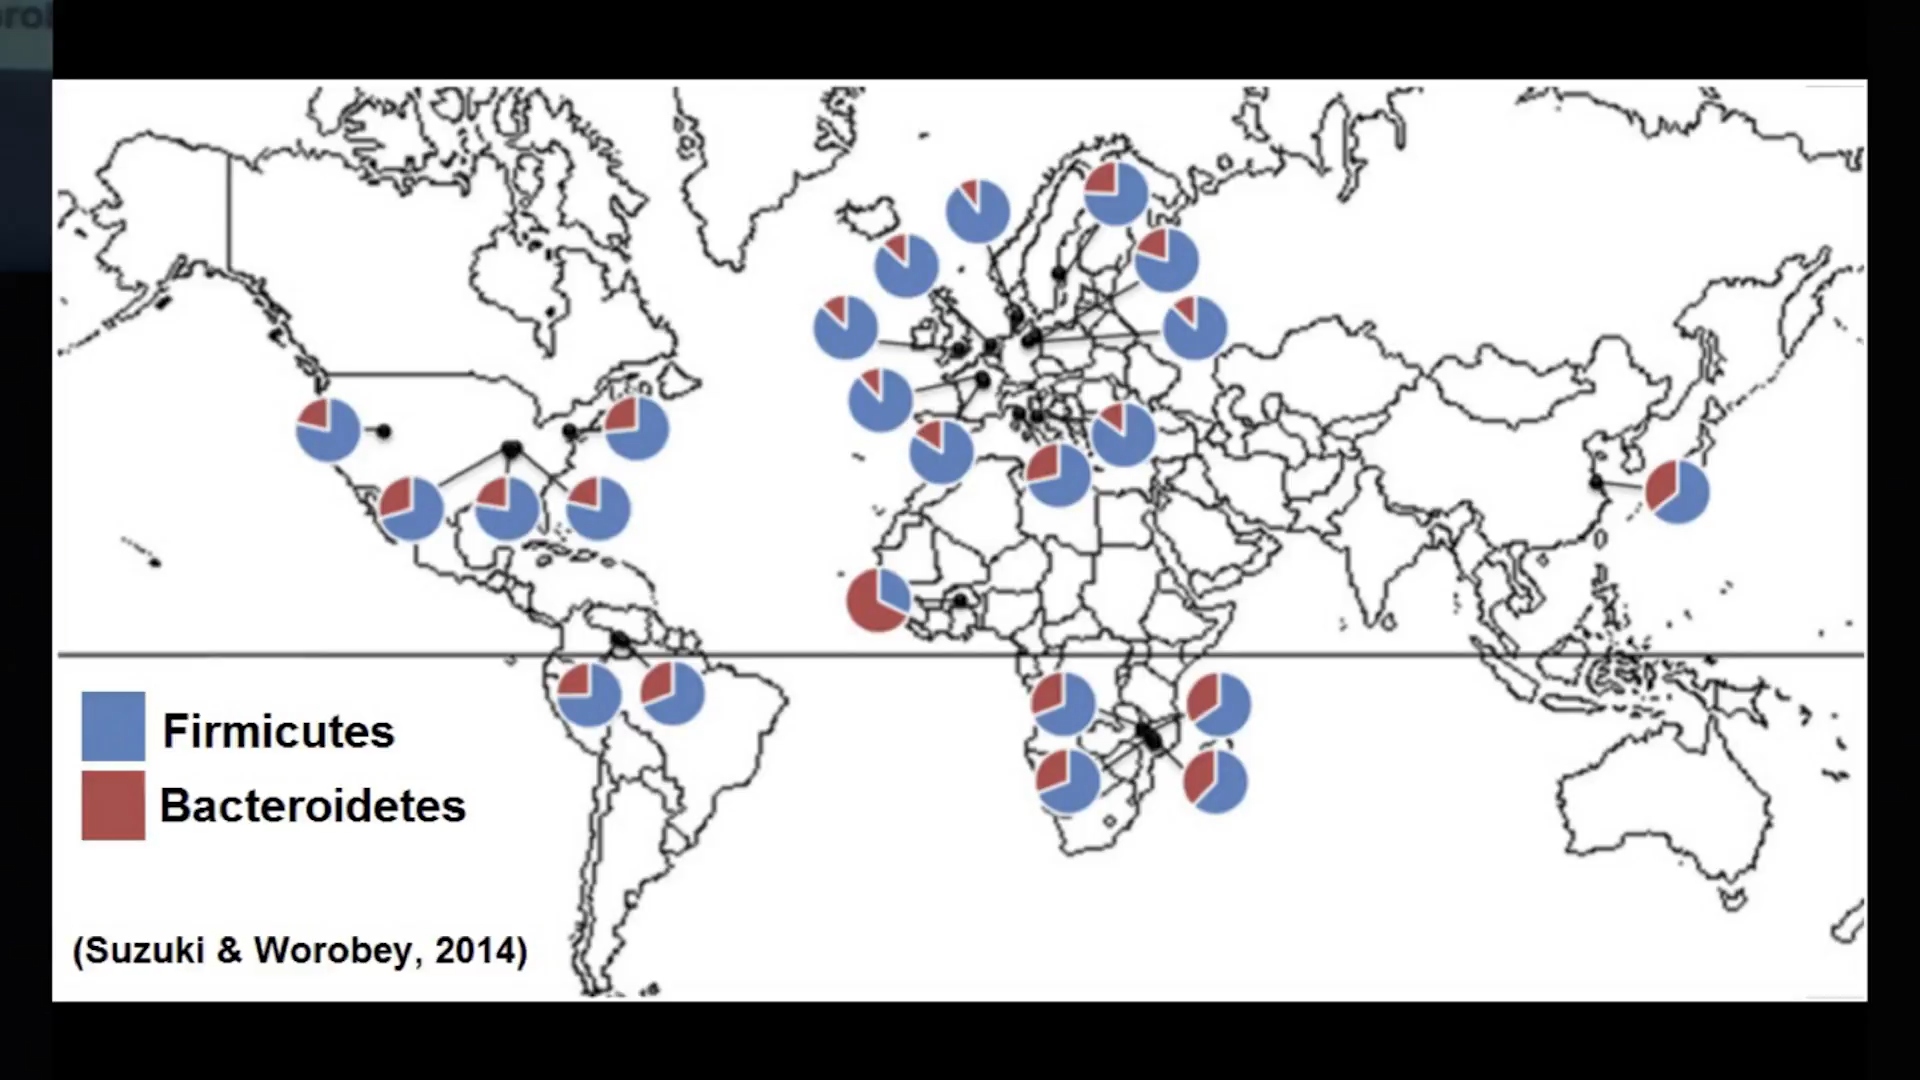 Firmicutes
Bacteroidetes
(Suzuki & Worobey, 2014)